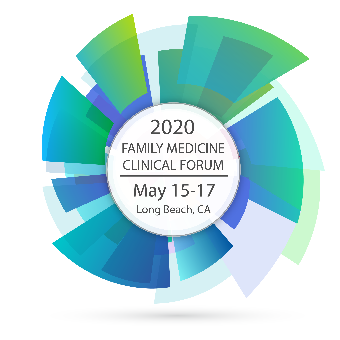 2020
FAMILY MEDICINE
CLINICAL FORUM
May 15-17
Long Beach, CA